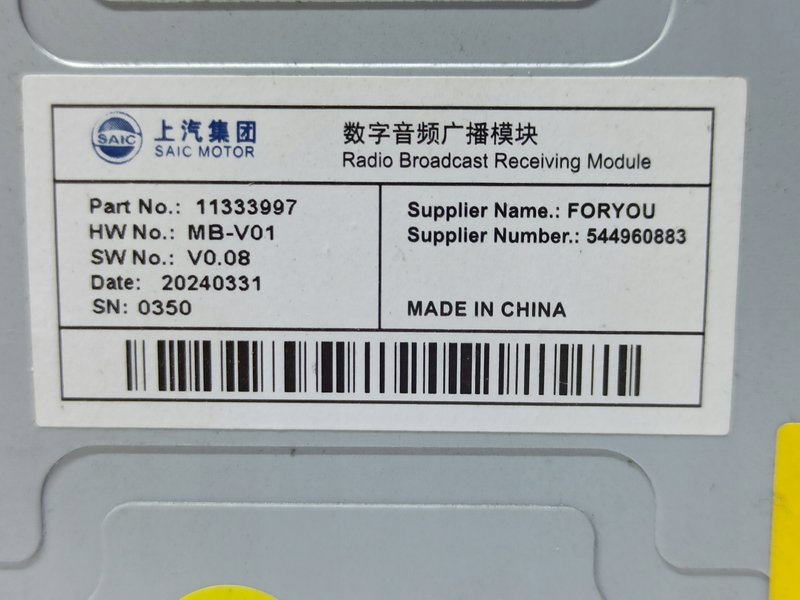 SAIC
上汽集团
SAIC MOTOR
数字音频广播模块
Radio Broadcast Receiving Module
Part No.: 11333997
HW No.: MB-V01
SW No.: V0.08
Date: 20240331
SN: 0350
Supplier Name.: FORYOU
Supplier Number.: 544960883
MADE IN CHINA